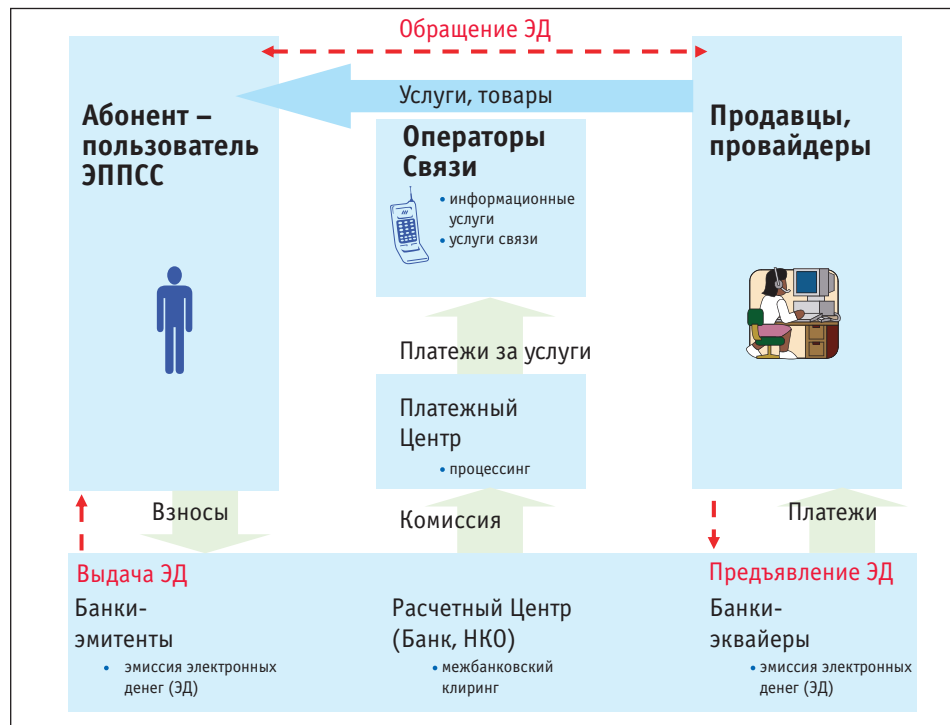 Обращение ЭД
Услуги, товары
Абонент –
пользователь
ЭППСС
Операторы
Связи
• информационные
услуги
• услуги связи
Продавцы,
провайдеры
Платежи за услуги
Платежный
Центр
• процессинг
Взносы
Комиссия
Платежи
Выдача ЭД
Банки-
эмитенты
• эмиссия электронных
денег (ЭД)
Расчетный Центр
(Банк, НКО)
• межбанковский
клиринг
Предъявление ЭД
Банки-
эквайеры
• эмиссия электронных
денег (ЭД)